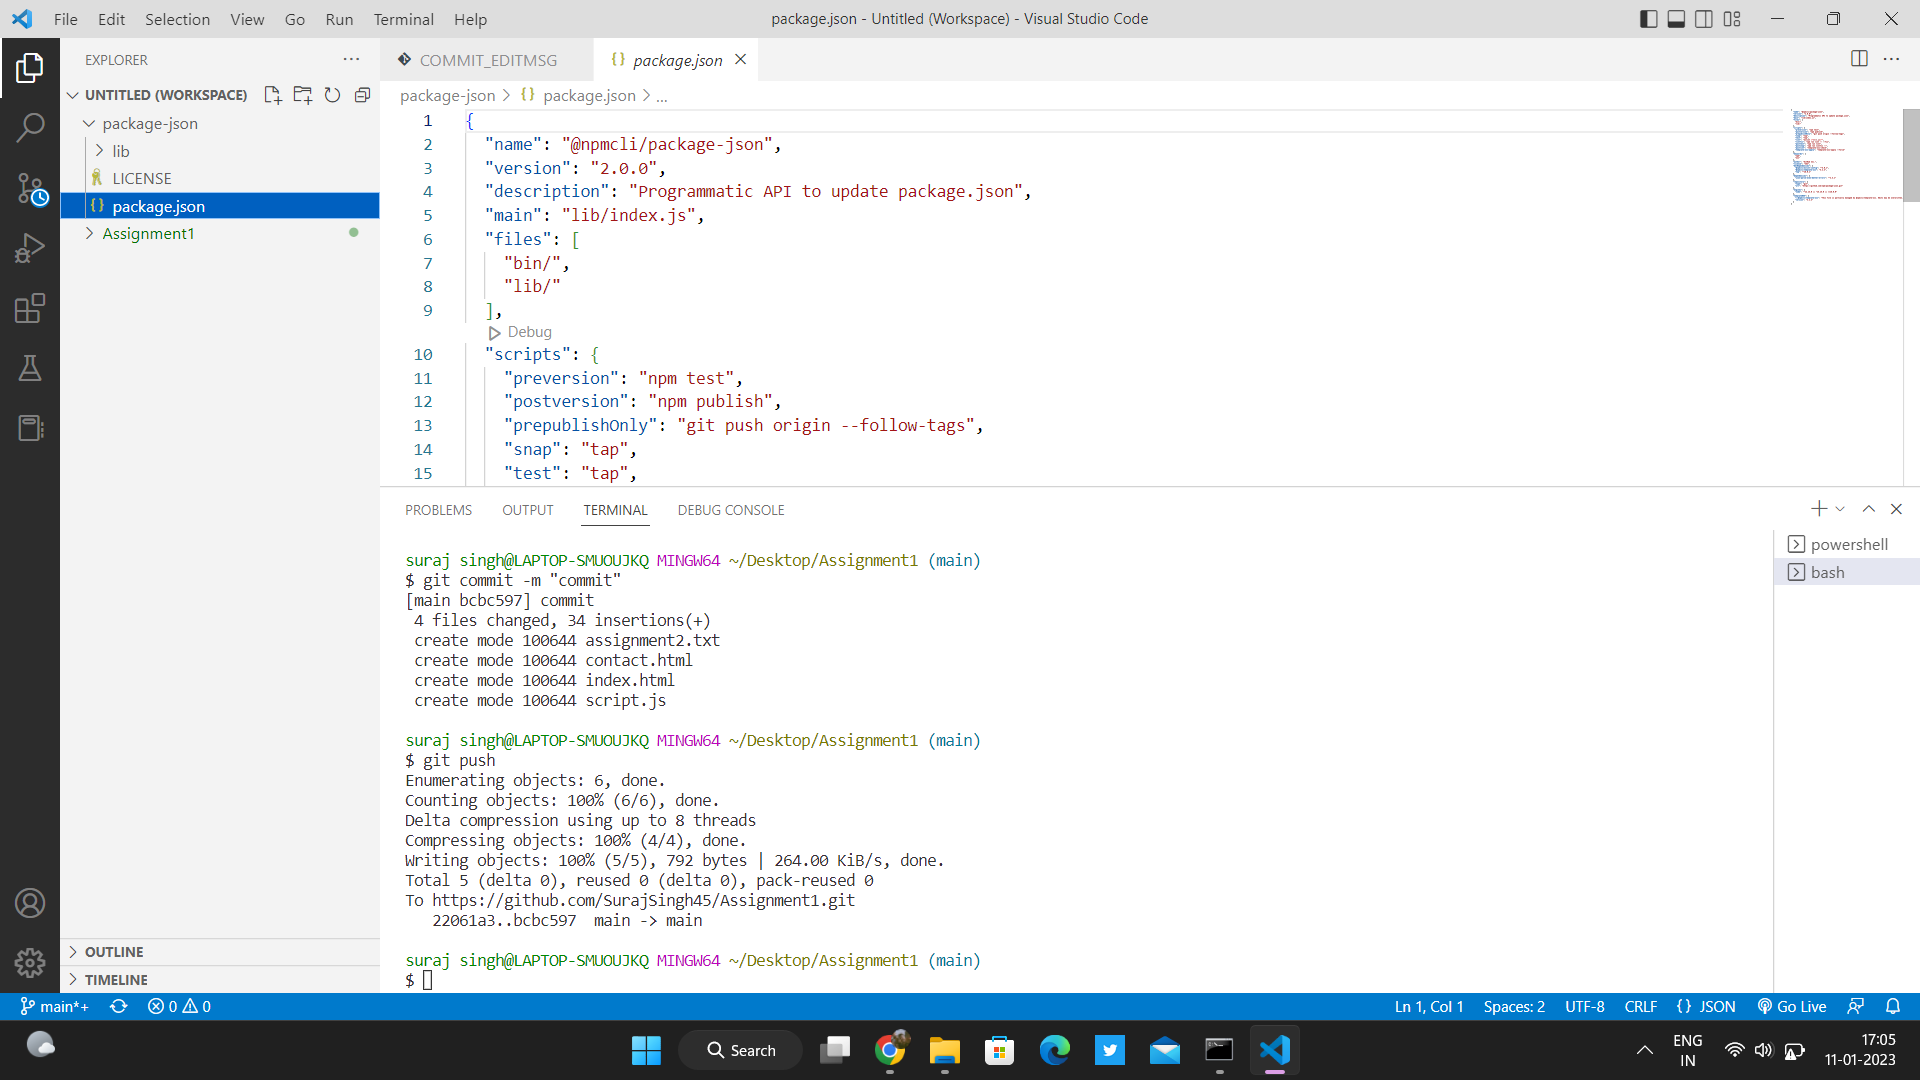 File Edit Selection View Go Run Terminal Help
package.json - Untitled (Workspace) - Visual Studio Code
EXPLORER
UNTITLED (WORKSPACE)
package-json
lib
LICENSE
package.json
Assignment1
OUTLINE
TIMELINE
COMMIT_EDITMSG
package.json
package-json > {} package.json > ...
1 {
2 "name": "@npmcli/package-json",
3 "version": "2.0.0",
4 "description": "Programmatic API to update package.json",
5 "main": "lib/index.js",
6 "files": [
7 "bin/",
8 "lib/"
9 ],
Debug
10 "scripts": {
11 "preversion": "npm test",
12 "postversion": "npm publish",
13 "prepublishOnly": "git push origin --follow-tags",
14 "snap": "tap",
15 "test": "tap",
PROBLEMS OUTPUT TERMINAL DEBUG CONSOLE
powershell
bash
suraj singh@LAPTOP-SMUOUJKQ MINGW64 ~/Desktop/Assignment1 (main)
$ git commit -m "commit"
[main bcbc597] commit
4 files changed, 34 insertions(+)
create mode 100644 assignment2.txt
create mode 100644 contact.html
create mode 100644 index.html
create mode 100644 script.js
suraj singh@LAPTOP-SMUOUJKQ MINGW64 ~/Desktop/Assignment1 (main)
$ git push
Enumerating objects: 6, done.
Counting objects: 100% (6/6), done.
Delta compression using up to 8 threads
Compressing objects: 100% (4/4), done.
Writing objects: 100% (5/5), 792 bytes | 264.00 KiB/s, done.
Total 5 (delta 0), reused 0 (delta 0), pack-reused 0
To https://github.com/SurajSingh45/Assignment1.git
22061a3..bcbc597  main -> main
suraj singh@LAPTOP-SMUOUJKQ MINGW64 ~/Desktop/Assignment1 (main)
$
main*+ 0 0 Ln 1, Col 1 Spaces: 2 UTF-8 CRLF {} JSON Go Live
Search
ENG
IN
17:05
11-01-2023